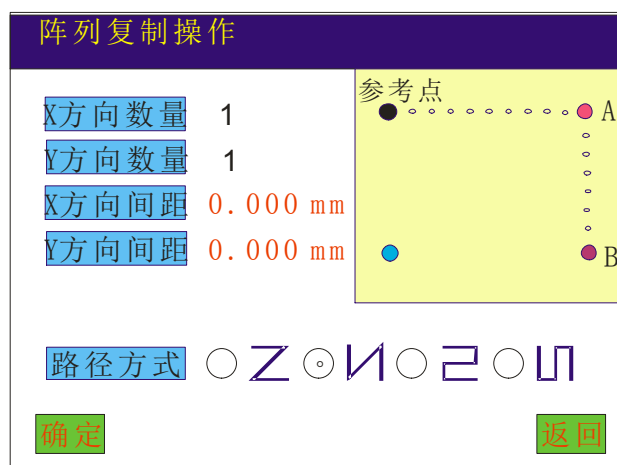 阵列复制操作
参考点
X方向数量 1
A
Y方向数量 1
X方向间距 0.000 mm
Y方向间距 0.000 mm
B
路径方式
确定 返回